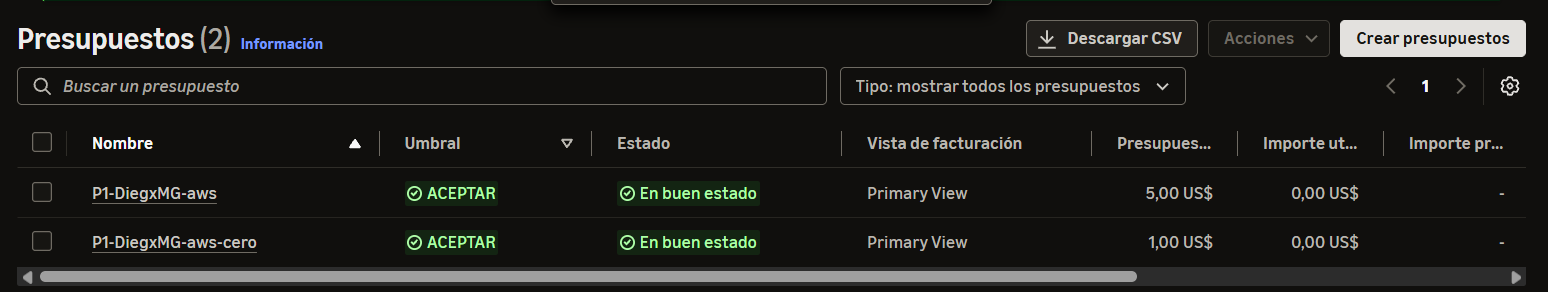 Presupuestos (2) Información Descargar CSV Acciones Crear presupuestos
Buscar un presupuesto Tipo: mostrar todos los presupuestos 1
Nombre Umbral Estado Vista de facturación Presupues... Importe ut... Importe pr...
P1-DiegxMG-aws ACEPTAR En buen estado Primary View 5,00 US$ 0,00 US$ -
P1-DiegxMG-aws-cero ACEPTAR En buen estado Primary View 1,00 US$ 0,00 US$ -